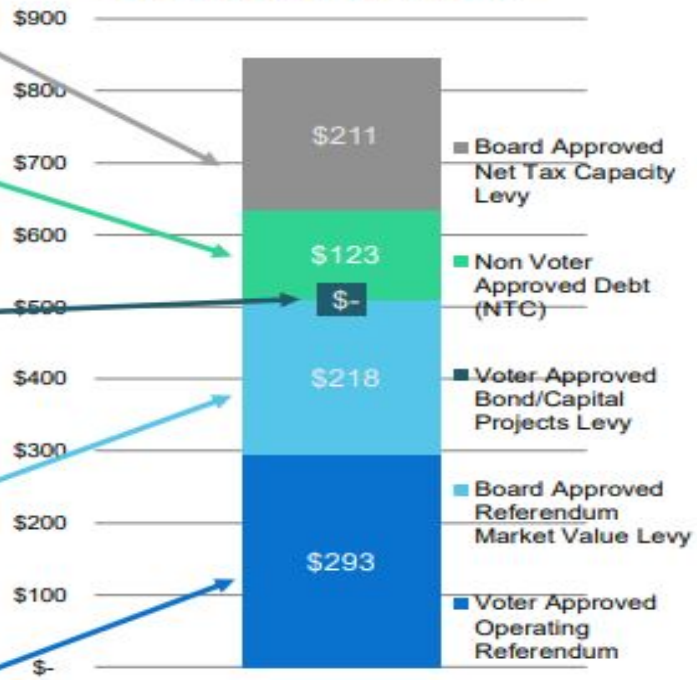 $900
$800
$700
$600
$500
$400
$300
$200
$100
$-
$211
$123
$-
$218
$293
Board Approved
Net Tax Capacity
Levy
Non Voter
Approved Debt
(NTC)
Voter Approved
Bond/Capital
Projects Levy
Board Approved
Referendum
Market Value Levy
Voter Approved
Operating
Referendum